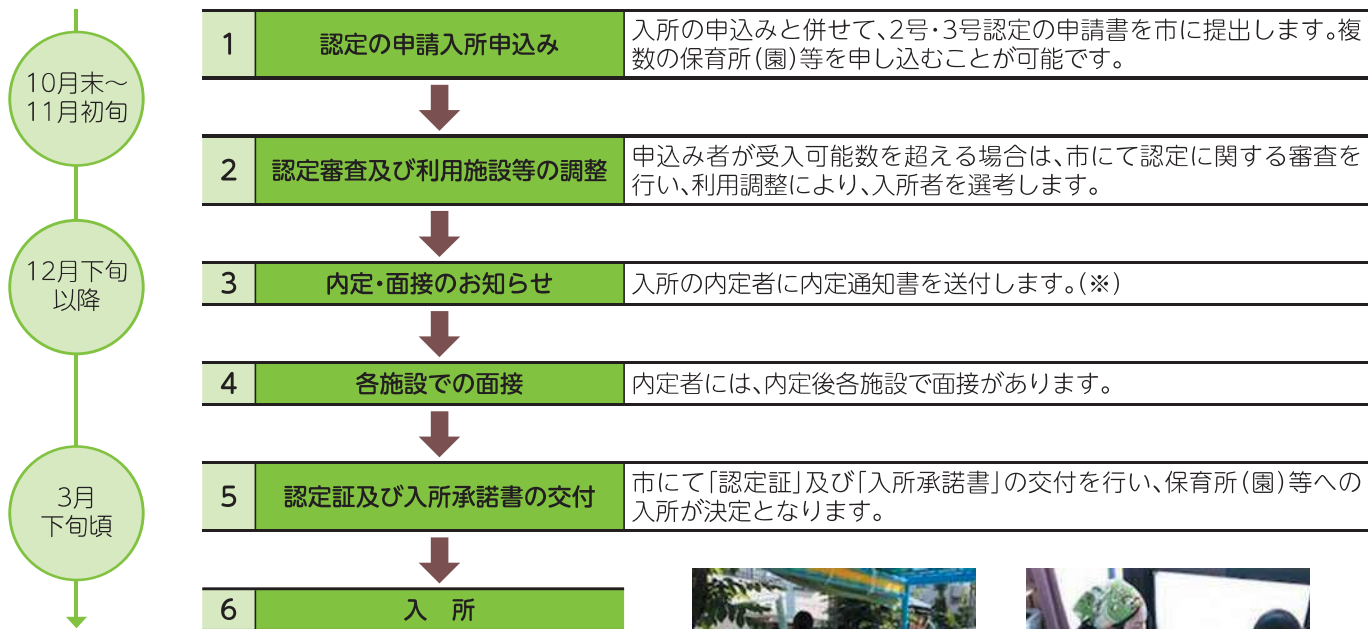 10月末～
11月初旬
12月下旬
以降
3月
下旬頃
1
認定の申請入所申込み
入所の申込みと併せて、2号・3号認定の申請書を市に提出します。複
数の保育所(園)等を申し込むことが可能です。
2
認定審査及び利用施設等の調整
申込み者が受入可能数を超える場合は、市にて認定に関する審査を
行い、利用調整により、入所者を選考します。
3
内定・面接のお知らせ
入所の内定者に内定通知書を送付します。(※)
4
各施設での面接
内定者には、内定後各施設で面接があります。
5
認定証及び入所承諾書の交付
市にて「認定証」及び「入所承諾書」の交付を行い、保育所(園)等への
入所が決定となります。
6
入　所